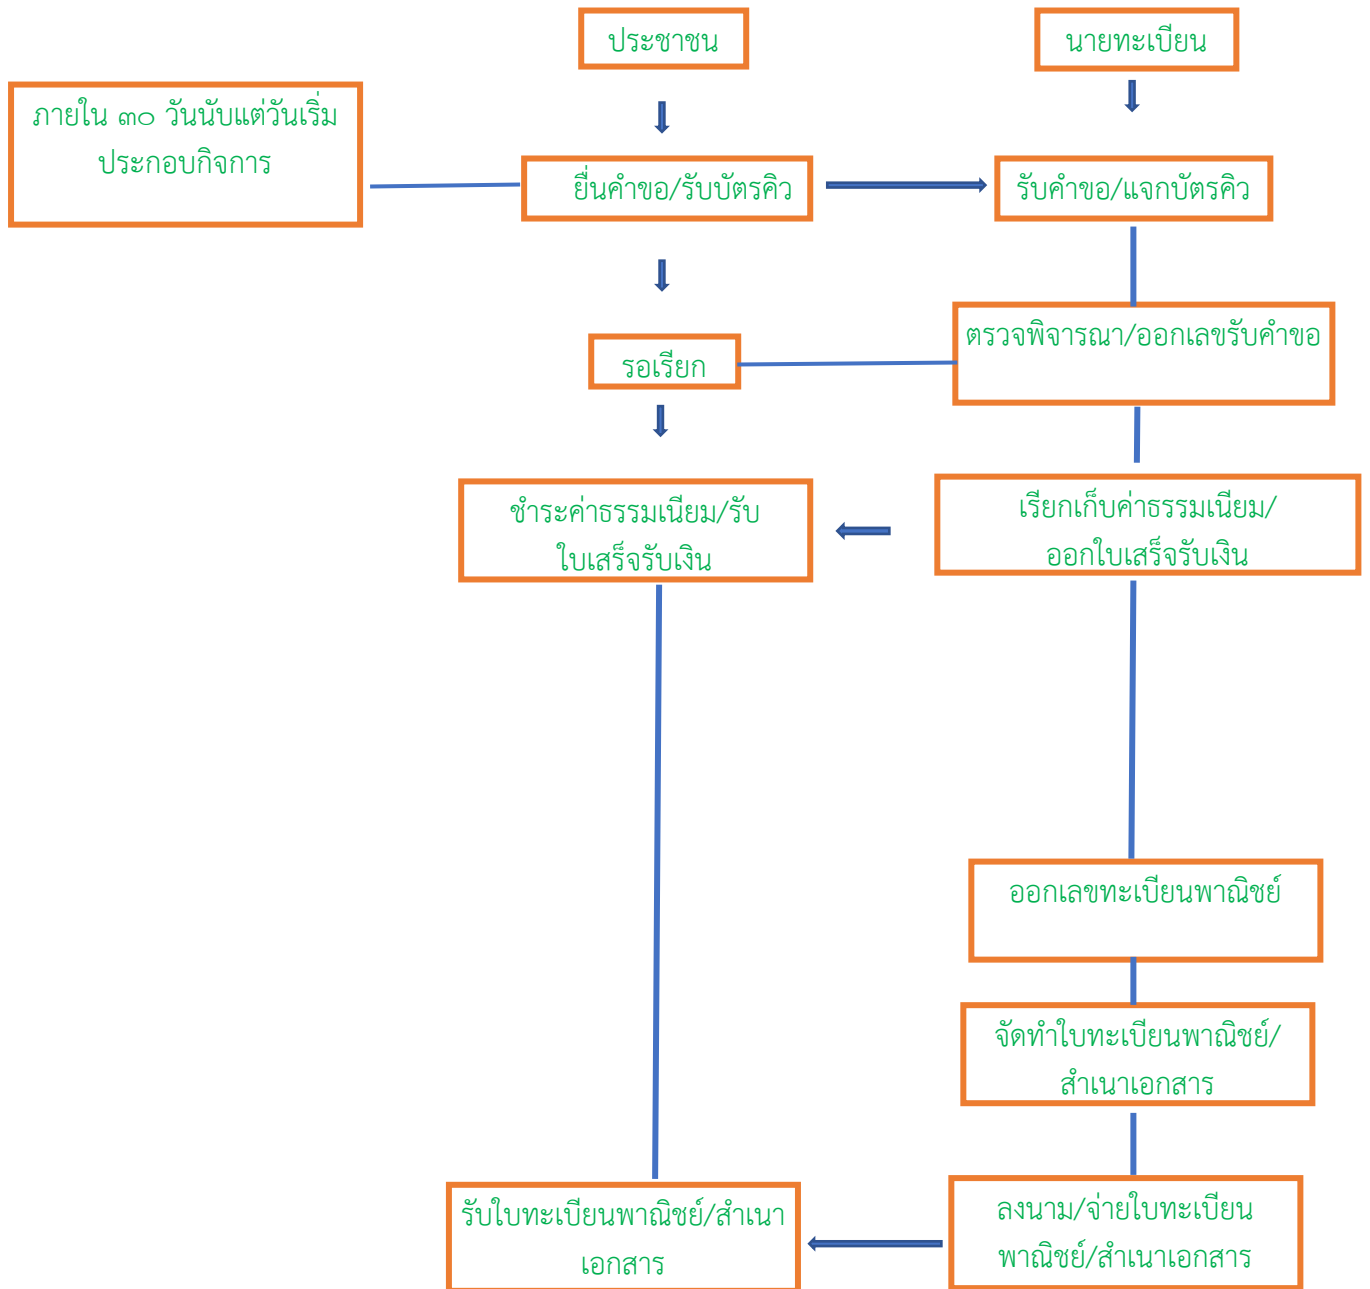 ประชาชน
นายทะเบียน
ภายใน ๓๐ วันนับแต่วันเริ่ม
ประกอบกิจการ
ยื่นคำขอ/รับบัตรคิว
รับคำขอ/แจกบัตรคิว
ตรวจพิจารณา/ออกเลขรับคำขอ
รอเรียก
ชำระค่าธรรมเนียม/รับ
ใบเสร็จรับเงิน
เรียกเก็บค่าธรรมเนียม/
ออกใบเสร็จรับเงิน
ออกเลขทะเบียนพาณิชย์
จัดทำใบทะเบียนพาณิชย์/
สำเนาเอกสาร
รับใบทะเบียนพาณิชย์/สำเนา
เอกสาร
ลงนาม/จ่ายใบทะเบียน
พาณิชย์/สำเนาเอกสาร